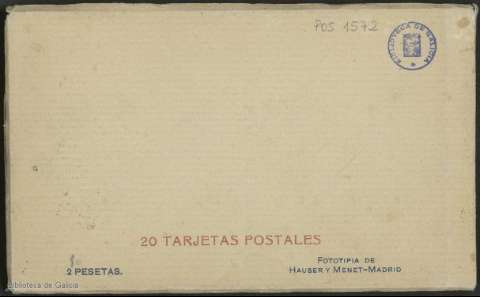 POS 1572
BIBLIOTECA DE GALICIA
20 TARJETAS POSTALES
FOTOTIPIA DE
HAUSER Y MENET-MADRID
2 PESETAS.
Biblioteca de Galicia